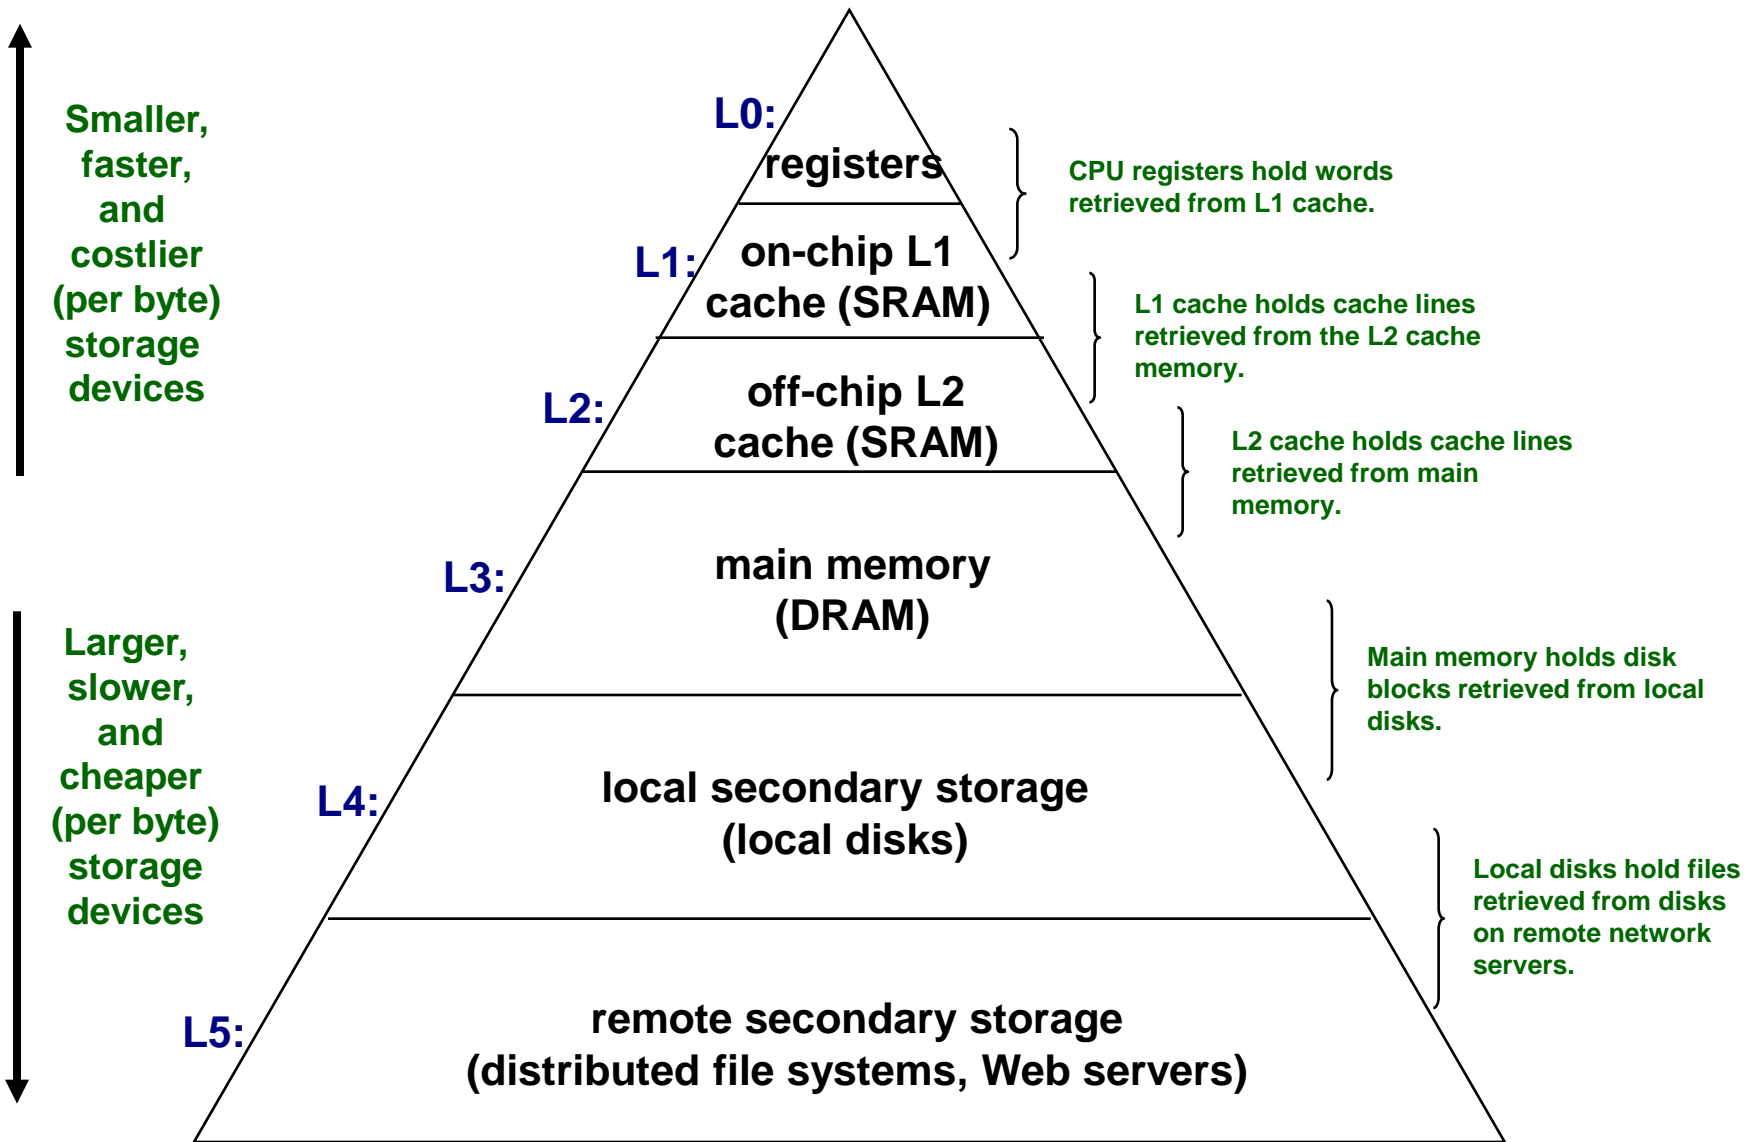 Smaller,
faster,
and
costlier
(per byte)
storage
devices
Larger,
slower,
and
cheaper
(per byte)
storage
devices
L0:
registers
CPU registers hold words
retrieved from L1 cache.
L1:
on-chip L1
cache (SRAM)
L1 cache holds cache lines
retrieved from the L2 cache
memory.
L2:
off-chip L2
cache (SRAM)
L2 cache holds cache lines
retrieved from main
memory.
L3:
main memory
(DRAM)
Main memory holds disk
blocks retrieved from local
disks.
L4:
local secondary storage
(local disks)
Local disks hold files
retrieved from disks
on remote network
servers.
L5:
remote secondary storage
(distributed file systems, Web servers)